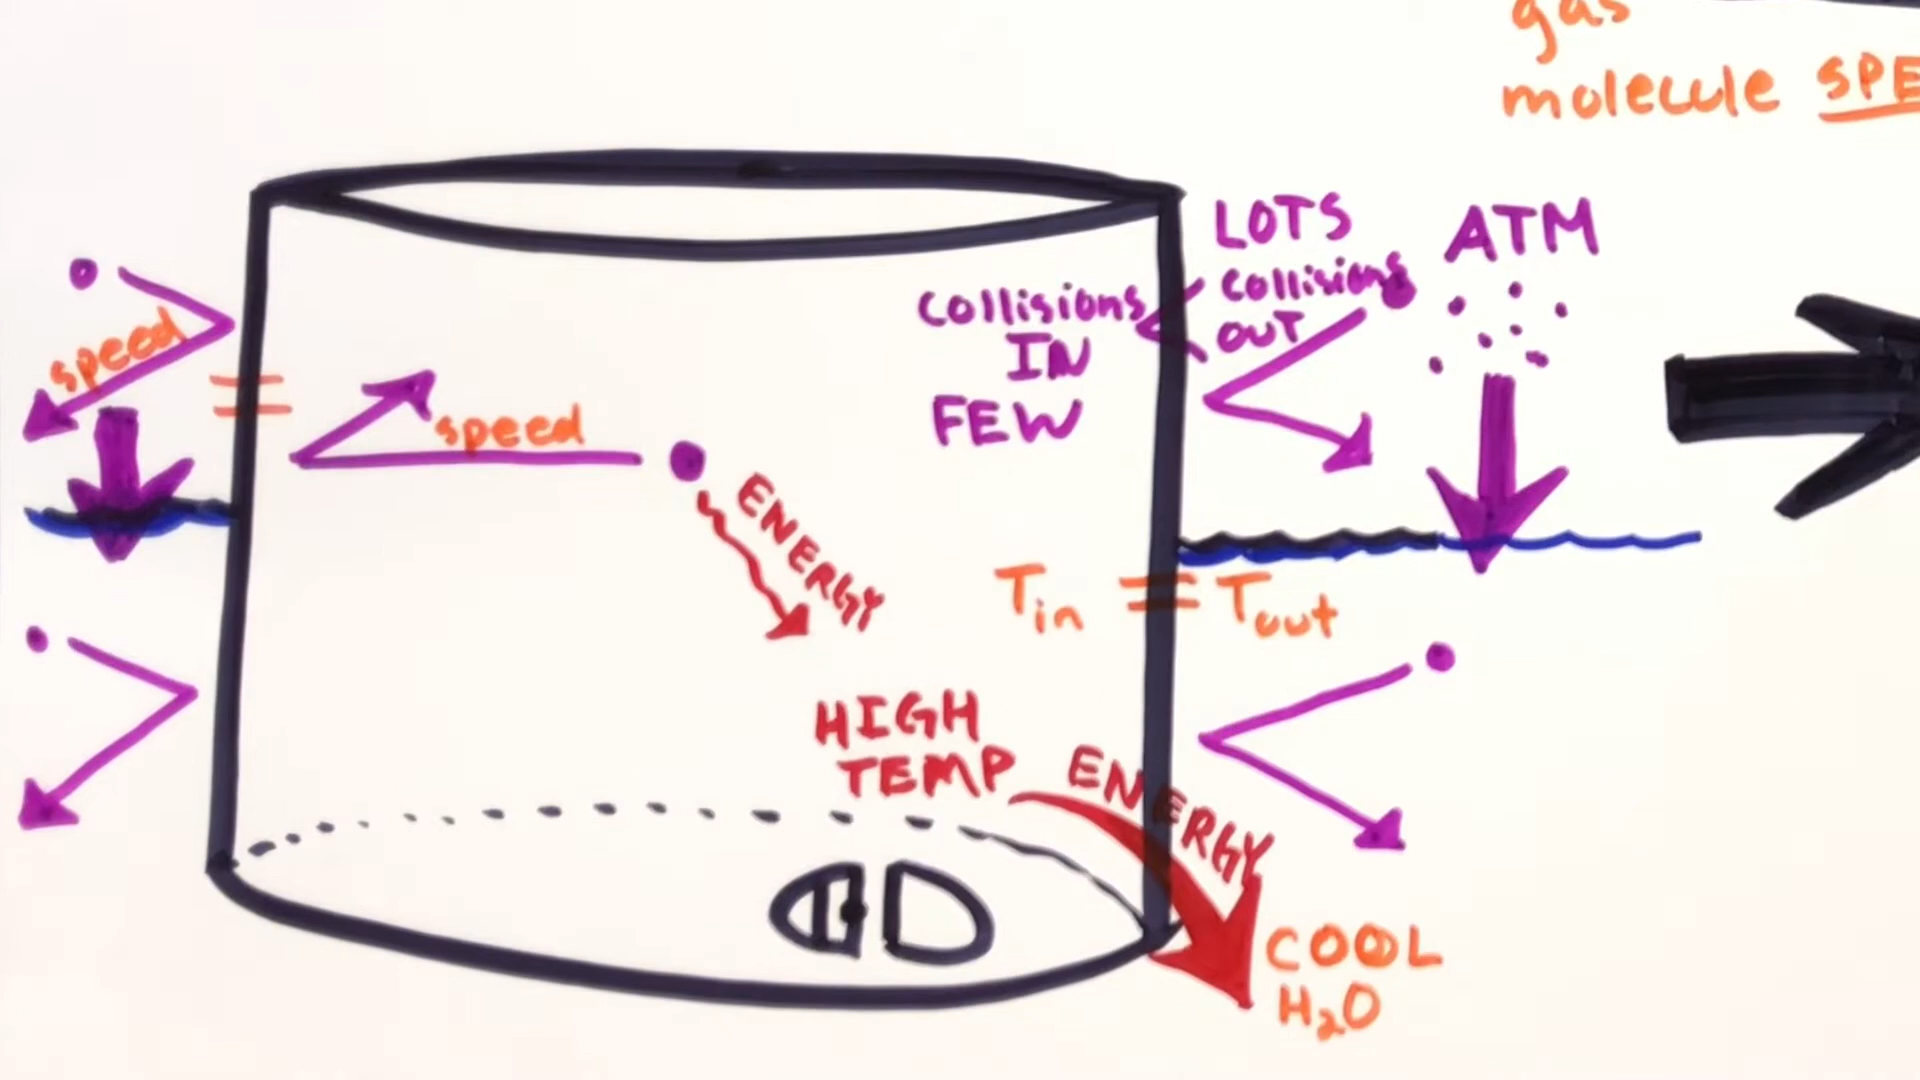 gas
molecule SPE
LOTS
collisions
OUT
ATM
collisions
IN
FEW
<
speed
=
speed
ENERGY
Tin = Tout
HIGH
TEMP
ENERGY
COOL
H₂O